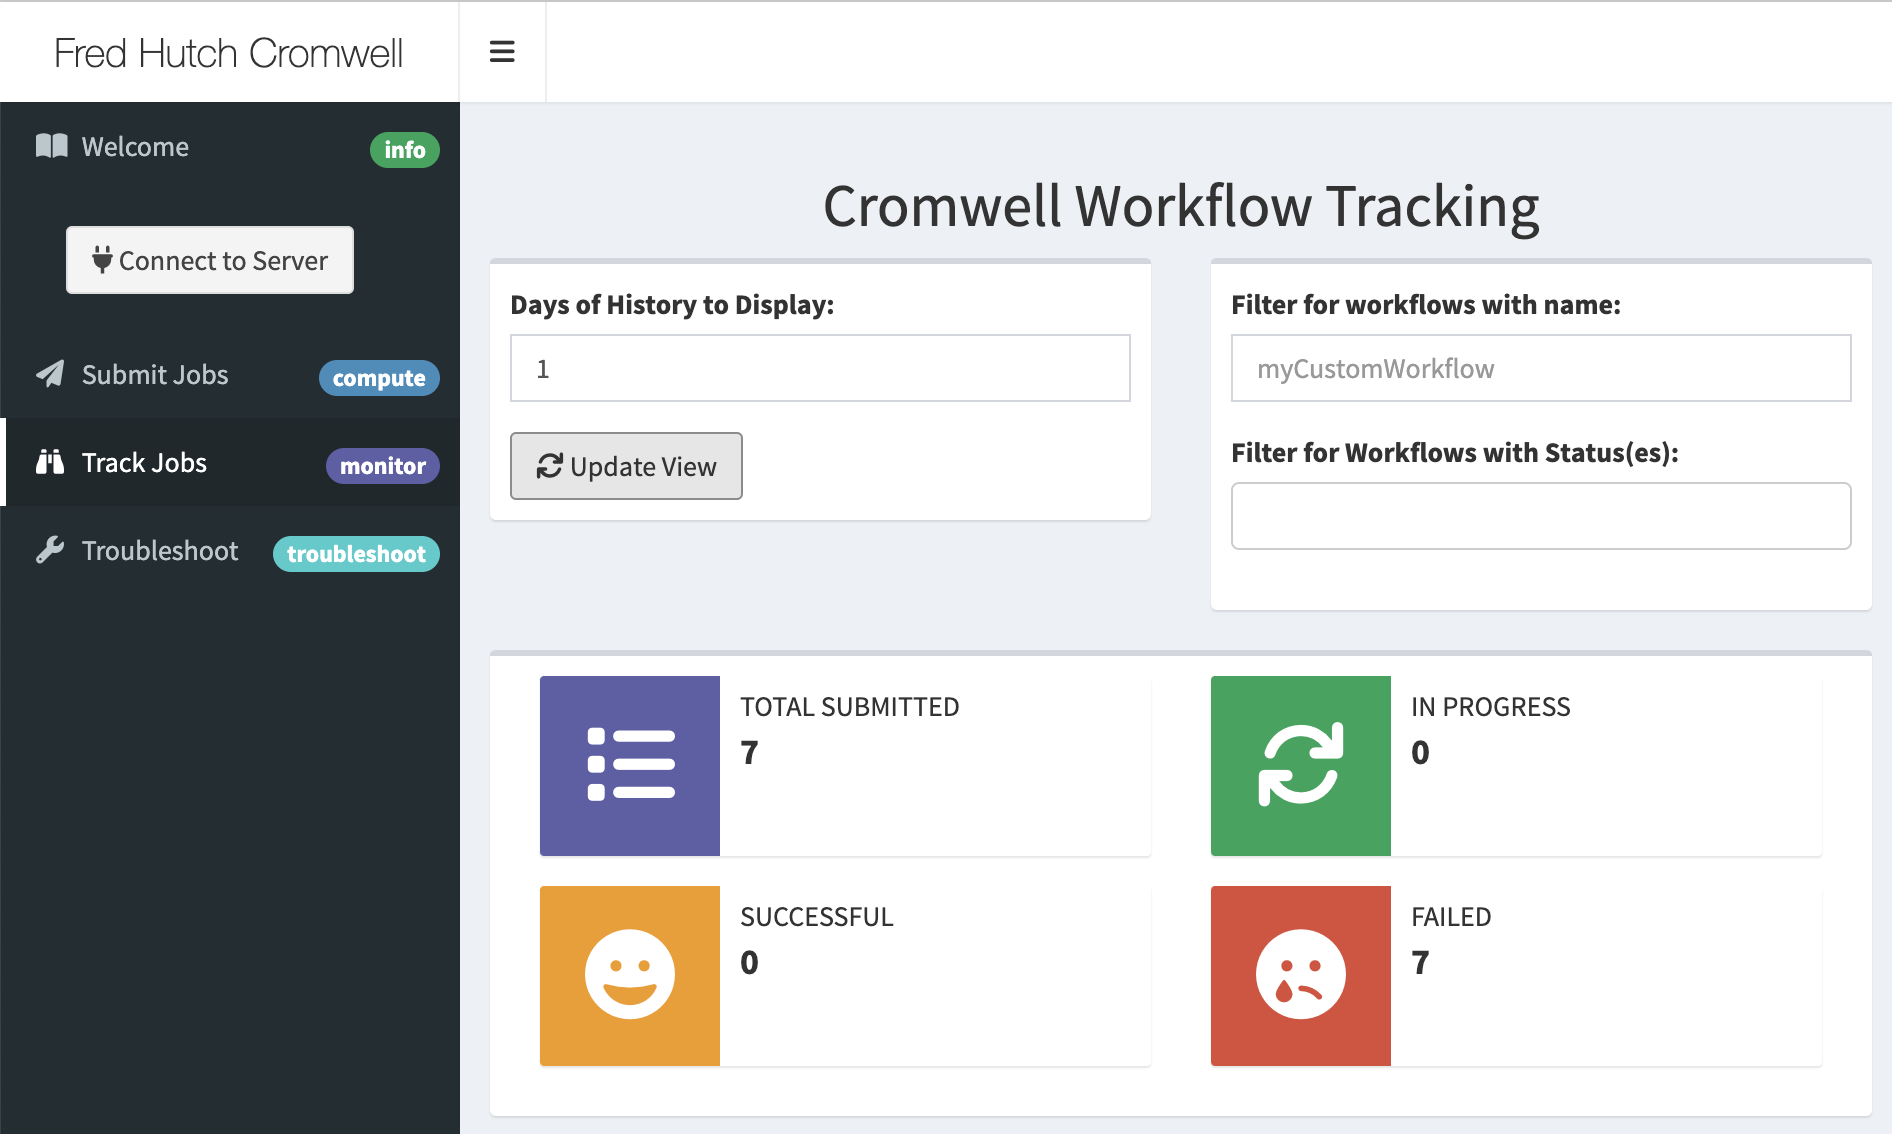 Fred Hutch Cromwell
Welcome
info
Connect to Server
Submit Jobs
compute
Track Jobs
monitor
Troubleshoot
troubleshoot
Cromwell Workflow Tracking
Days of History to Display:
1
Update View
Filter for workflows with name:
myCustomWorkflow
Filter for Workflows with Status(es):
TOTAL SUBMITTED
7
IN PROGRESS
0
SUCCESSFUL
0
FAILED
7